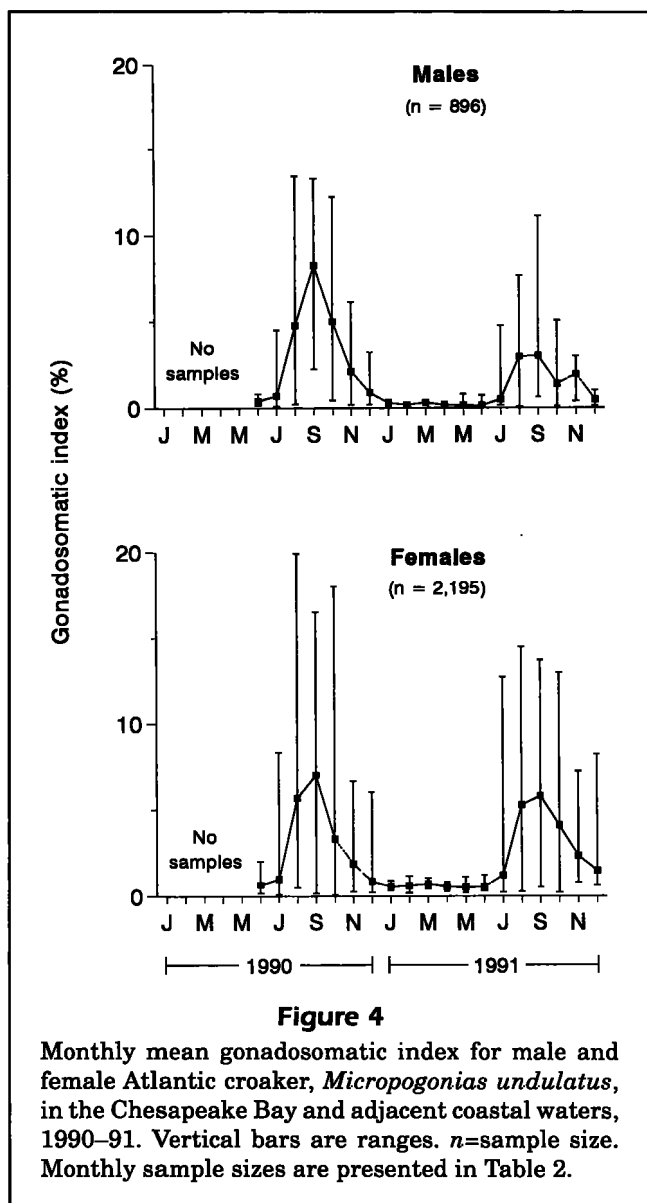 20
Males
(n = 896)
10
No
samples
0
J M M J S N J M M J S N
Gonadosomatic index (%)
20
Females
(n = 2,195)
10
No
samples
0
J M M J S N J M M J S N
1990 1991
Figure 4
Monthly mean gonadosomatic index for male and
female Atlantic croaker, Micropogonias undulatus,
in the Chesapeake Bay and adjacent coastal waters,
1990–91. Vertical bars are ranges. n=sample size.
Monthly sample sizes are presented in Table 2.